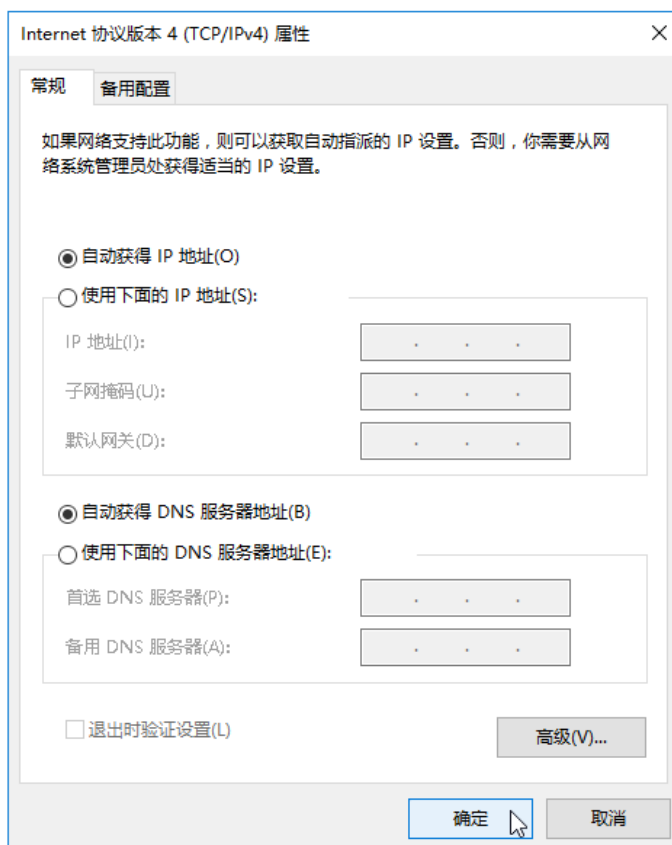 Internet 协议版本 4 (TCP/IPv4) 属性
常规
备用配置
如果网络支持此功能，则可以获取自动指派的 IP 设置。否则，你需要从网
络系统管理员处获得适当的 IP 设置。
自动获得 IP 地址(O)
使用下面的 IP 地址(S):
IP 地址(I):
子网掩码(U):
默认网关(D):
自动获得 DNS 服务器地址(B)
使用下面的 DNS 服务器地址(E):
首选 DNS 服务器(P):
备用 DNS 服务器(A):
退出时验证设置(L)
高级(V)...
确定
取消